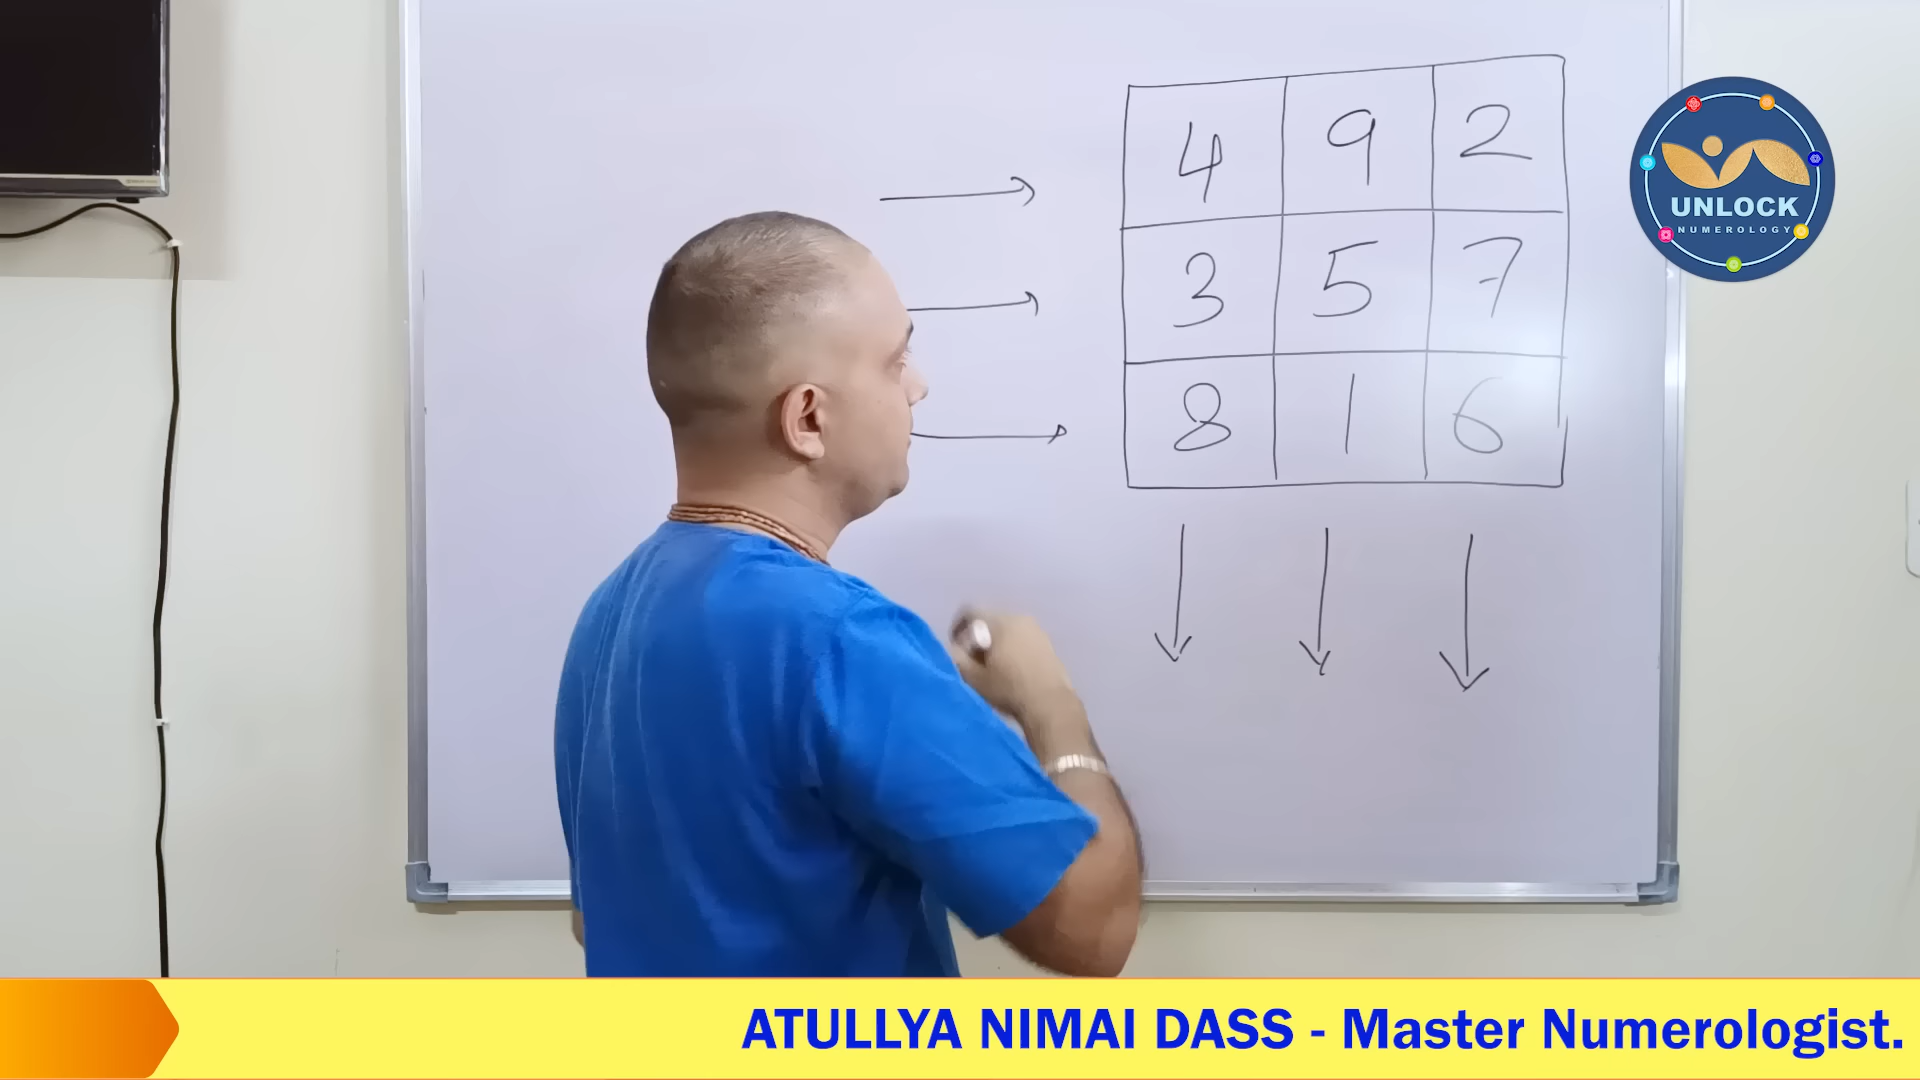 4 9 2
3 5 7
8 1 6
UNLOCK
NUMEROLOGY
ATULLYA NIMAI DASS - Master Numerologist.